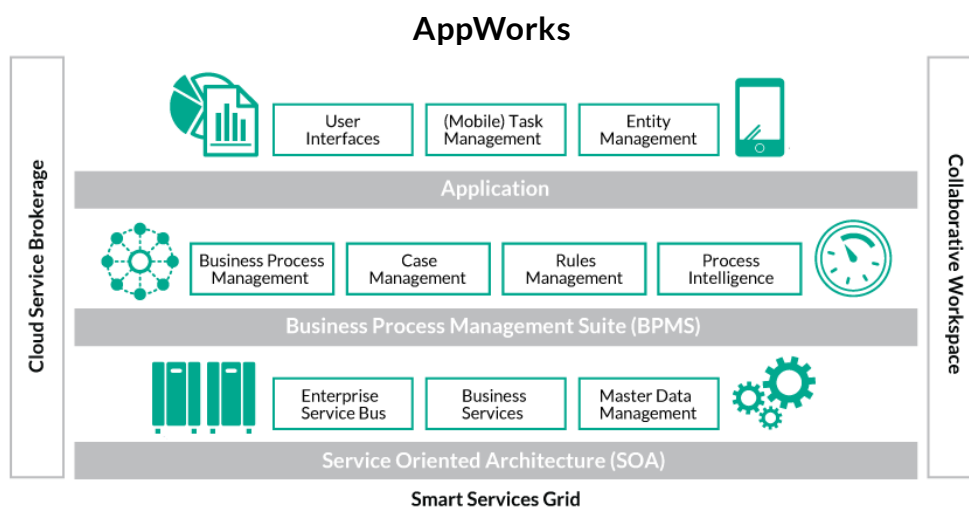 AppWorks
Cloud Service Brokerage
User
Interfaces
(Mobile) Task
Management
Entity
Management
Application
Business Process
Management
Case
Management
Rules
Management
Process
Intelligence
Business Process Management Suite (BPMS)
Enterprise
Service Bus
Business
Services
Master Data
Management
Service Oriented Architecture (SOA)
Collaborative Workspace
Smart Services Grid